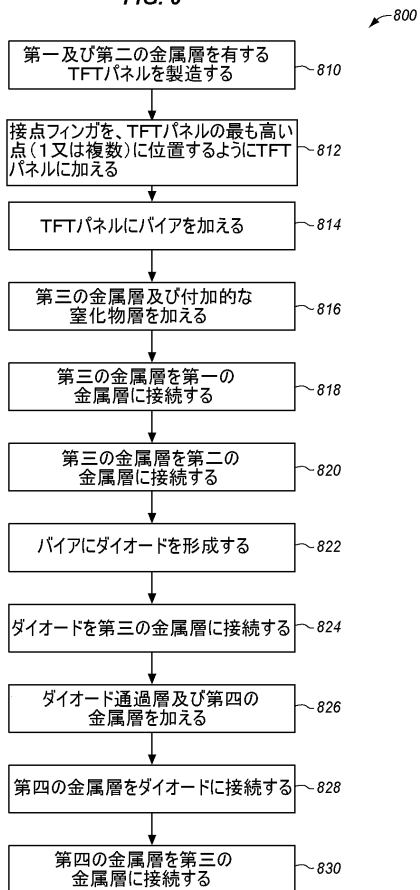 800
第一及び第二の金属層を有する
TFTパネルを製造する
810
接点フィンガを、TFTパネルの最も高い
点(1又は複数)に位置するようにTFT
パネルに加える
812
TFTパネルにバイアを加える
814
第三の金属層及び付加的な
窒化物層を加える
816
第三の金属層を第一の
金属層に接続する
818
第三の金属層を第二の
金属層に接続する
820
バイアにダイオードを形成する
822
ダイオードを第三の金属層に接続する
824
ダイオード通過層及び第四の
金属層を加える
826
第四の金属層をダイオードに接続する
828
第四の金属層を第三の
金属層に接続する
830